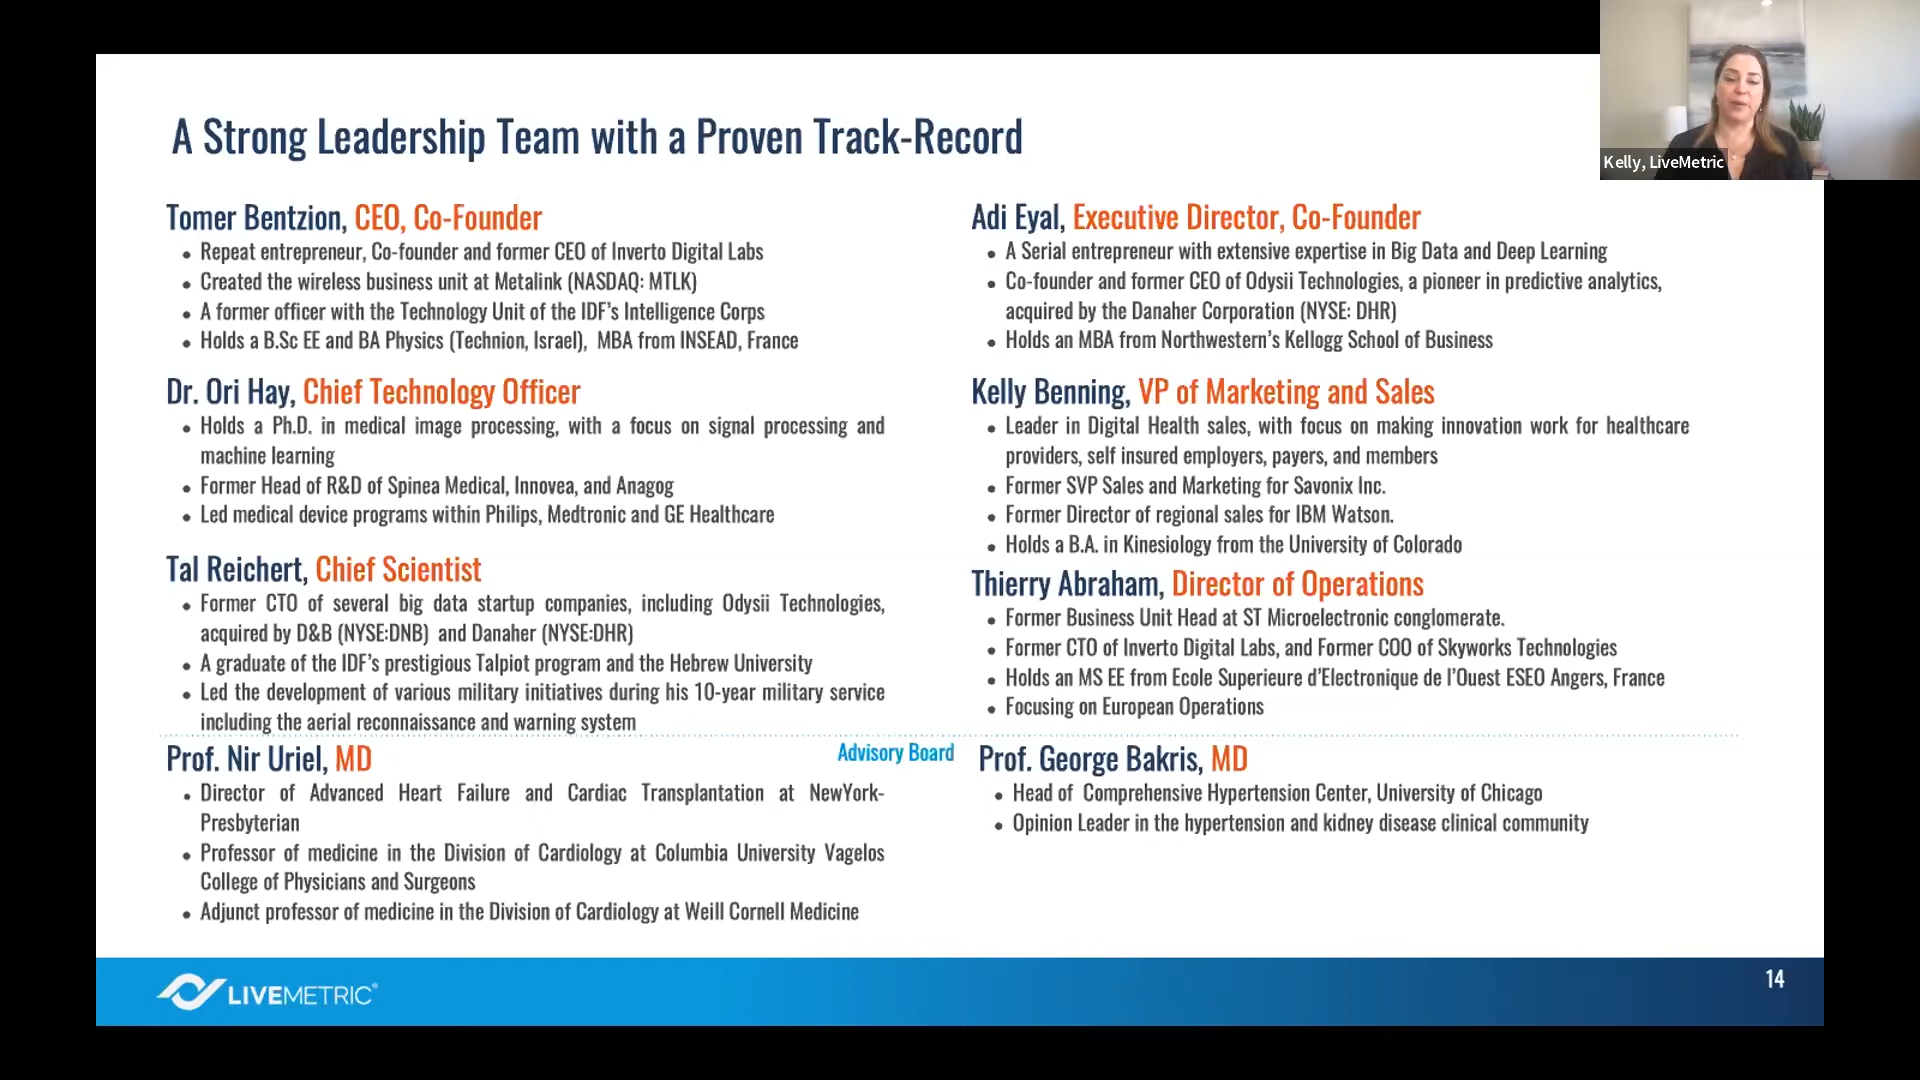 A Strong Leadership Team with a Proven Track-Record
Kelly, LiveMetric
Tomer Bentzion, CEO, Co-Founder
• Repeat entrepreneur, Co-founder and former CEO of Inverto Digital Labs
• Created the wireless business unit at Metalink (NASDAQ: MTLK)
• A former officer with the Technology Unit of the IDF's Intelligence Corps
• Holds a B.Sc EE and BA Physics (Technion, Israel), MBA from INSEAD, France
Dr. Ori Hay, Chief Technology Officer
• Holds a Ph.D. in medical image processing, with a focus on signal processing and
machine learning
• Former Head of R&D of Spinea Medical, Innovea, and Anagog
• Led medical device programs within Philips, Medtronic and GE Healthcare
Tal Reichert, Chief Scientist
• Former CTO of several big data startup companies, including Odysii Technologies,
acquired by D&B (NYSE:DNB) and Danaher (NYSE:DHR)
• A graduate of the IDF's prestigious Talpiot program and the Hebrew University
• Led the development of various military initiatives during his 10-year military service
including the aerial reconnaissance and warning system
Adi Eyal, Executive Director, Co-Founder
• A Serial entrepreneur with extensive expertise in Big Data and Deep Learning
• Co-founder and former CEO of Odysii Technologies, a pioneer in predictive analytics,
acquired by the Danaher Corporation (NYSE: DHR)
• Holds an MBA from Northwestern's Kellogg School of Business
Kelly Benning, VP of Marketing and Sales
• Leader in Digital Health sales, with focus on making innovation work for healthcare
providers, self insured employers, payers, and members
• Former SVP Sales and Marketing for Savonix Inc.
• Former Director of regional sales for IBM Watson.
• Holds a B.A. in Kinesiology from the University of Colorado
Thierry Abraham, Director of Operations
• Former Business Unit Head at ST Microelectronic conglomerate.
• Former CTO of Inverto Digital Labs, and Former COO of Skyworks Technologies
• Holds an MS EE from Ecole Superieure d'Electronique de l'Ouest ESEO Angers, France
• Focusing on European Operations
Advisory Board
Prof. Nir Uriel, MD
• Director of Advanced Heart Failure and Cardiac Transplantation at NewYork-
Presbyterian
• Professor of medicine in the Division of Cardiology at Columbia University Vagelos
College of Physicians and Surgeons
• Adjunct professor of medicine in the Division of Cardiology at Weill Cornell Medicine
Prof. George Bakris, MD
• Head of Comprehensive Hypertension Center, University of Chicago
• Opinion Leader in the hypertension and kidney disease clinical community
LIVEMETRIC®
14